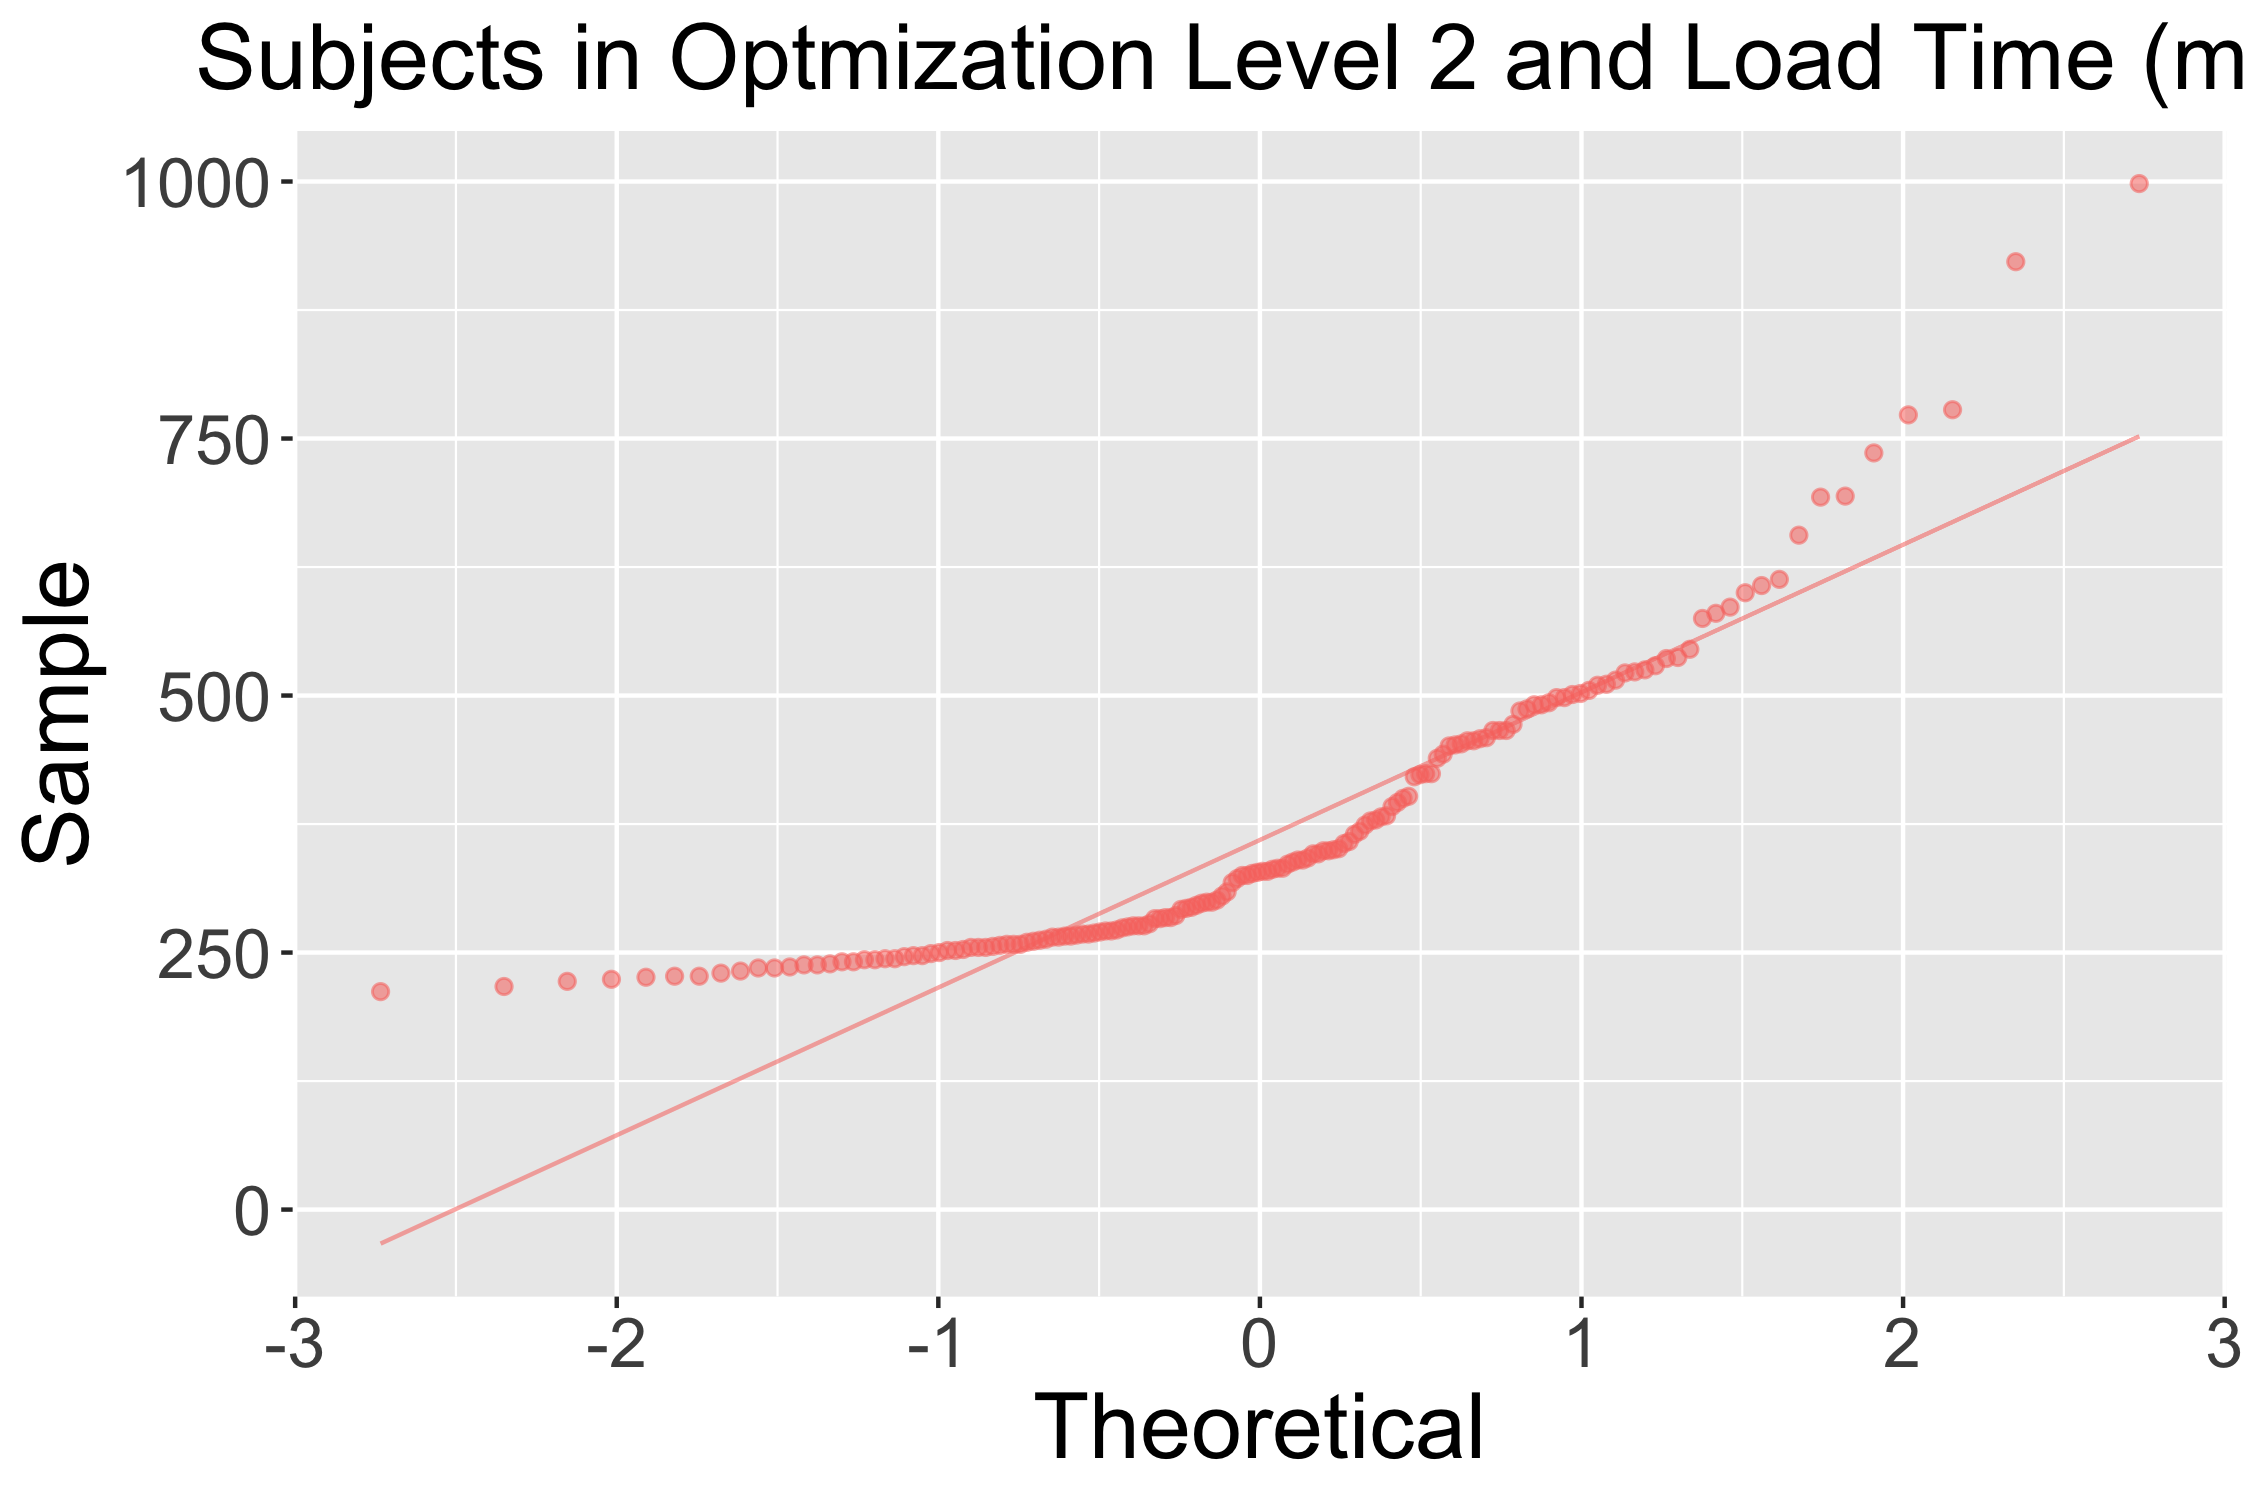 Subjects in Optmization Level 2 and Load Time (m
1000
750
500
250
0
Sample
-3 -2 -1 0 1 2 3
Theoretical